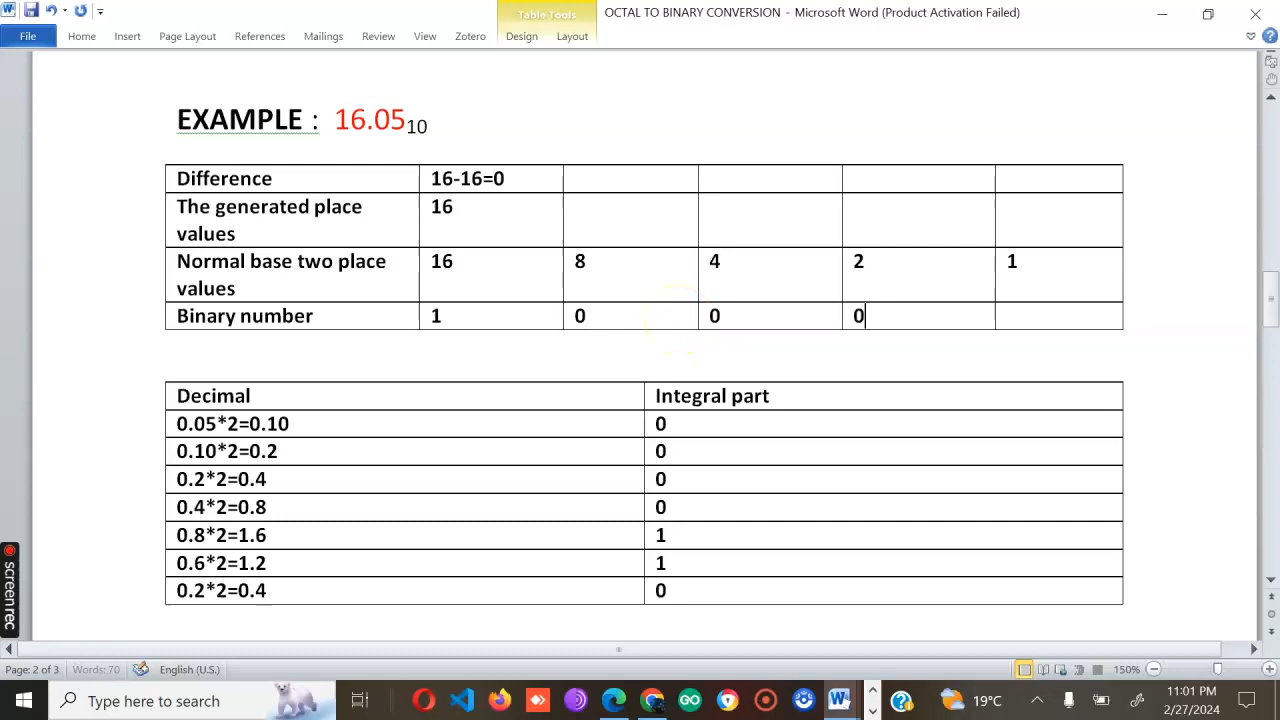 Table Tools
OCTAL TO BINARY CONVERSION - Microsoft Word (Product Activation Failed)
File Home Insert Page Layout References Mailings Review View Zotero Design Layout
EXAMPLE : 16.05₁₀
Difference 16-16=0
The generated place 16
values
Normal base two place 16 8 4 2 1
values
Binary number 1 0 0 0
Decimal Integral part
0.05*2=0.10 0
0.10*2=0.2 0
0.2*2=0.4 0
0.4*2=0.8 0
0.8*2=1.6 1
0.6*2=1.2 1
0.2*2=0.4 0
screen rec
Page: 2 of 3 Words: 70 English (U.S.) 150%
Type here to search 19°C 11:01 PM
2/27/2024